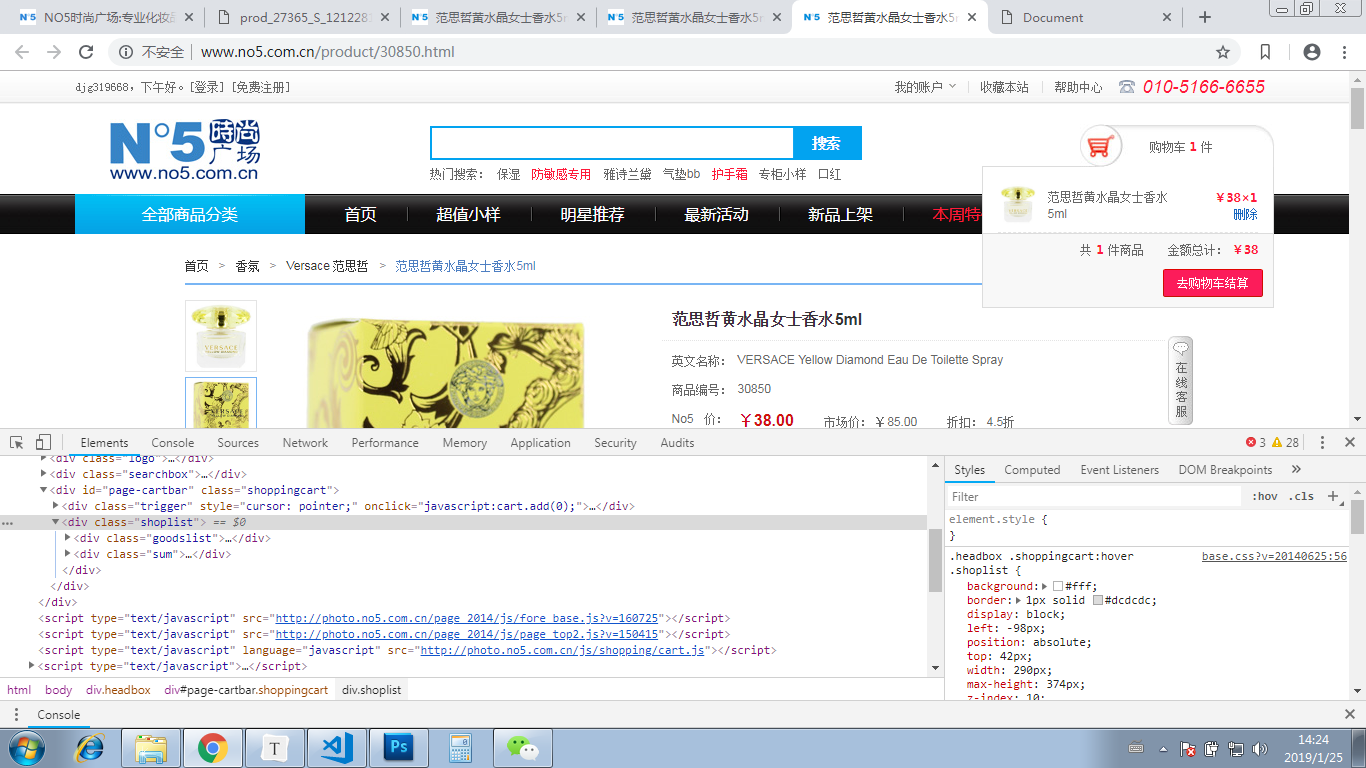 NO5时尚广场:专业化妆品
prod_27365_S_121228
范思哲黄水晶女士香水5m
范思哲黄水晶女士香水5m
范思哲黄水晶女士香水5m
Document
不安全 | www.no5.com.cn/product/30850.html
djg319668，下午好。[登录] [免费注册]
我的账户 收藏本站 帮助中心 010-5166-6655
N°5 時尚广场
www.no5.com.cn
搜索
购物车 1 件
热门搜索： 保湿 防敏感专用 雅诗兰黛 气垫bb 护手霜 专柜小样 口红
范思哲黄水晶女士香水5ml
￥38×1
删除
全部商品分类 首页 超值小样 明星推荐 最新活动 新品上架 本周特
共 1 件商品 金额总计： ￥38
去购物车结算
首页 > 香氛 > Versace 范思哲 > 范思哲黄水晶女士香水5ml
VERSACE
范思哲黄水晶女士香水5ml
英文名称： VERSACE Yellow Diamond Eau De Toilette Spray
商品编号： 30850
No5 价： ￥38.00 市场价：￥85.00 折扣： 4.5折
在线客服
Elements Console Sources Network Performance Memory Application Security Audits 3 28
<div class="logo">…</div>
<div class="searchbox">…</div>
<div id="page-cartbar" class="shoppingcart">
<div class="trigger" style="cursor: pointer;" onclick="javascript:cart.add(0);">…</div>
<div class="shoplist"> == $0
<div class="goodslist">…</div>
<div class="sum">…</div>
</div>
</div>
</div>
<script type="text/javascript" src="http://photo.no5.com.cn/page_2014/js/fore_base.js?v=160725"></script>
<script type="text/javascript" src="http://photo.no5.com.cn/page_2014/js/page_top2.js?v=150415"></script>
<script type="text/javascript" language="javascript" src="http://photo.no5.com.cn/js/shopping/cart.js"></script>
<script type="text/javascript">…</script>
html body div.headbox div#page-cartbar.shoppingcart div.shoplist
Styles Computed Event Listeners DOM Breakpoints »
Filter :hov .cls +
element.style {
}
.headbox .shoppingcart:hover base.css?v=20140625:56
.shoplist {
background: #fff;
border: 1px solid #dcdcdc;
display: block;
left: -98px;
position: absolute;
top: 42px;
width: 290px;
max-height: 374px;
z-index: 10;
Console
14:24
2019/1/25